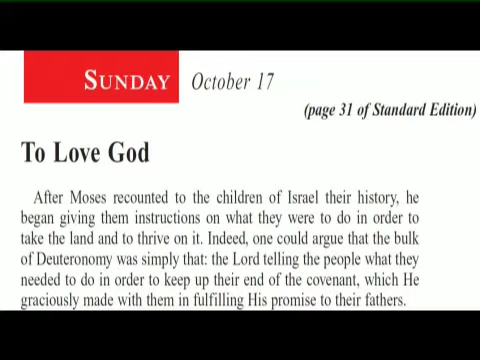 SUNDAY October 17
(page 31 of Standard Edition)
To Love God
After Moses recounted to the children of Israel their history, he
began giving them instructions on what they were to do in order to
take the land and to thrive on it. Indeed, one could argue that the bulk
of Deuteronomy was simply that: the Lord telling the people what they
needed to do in order to keep up their end of the covenant, which He
graciously made with them in fulfilling His promise to their fathers.